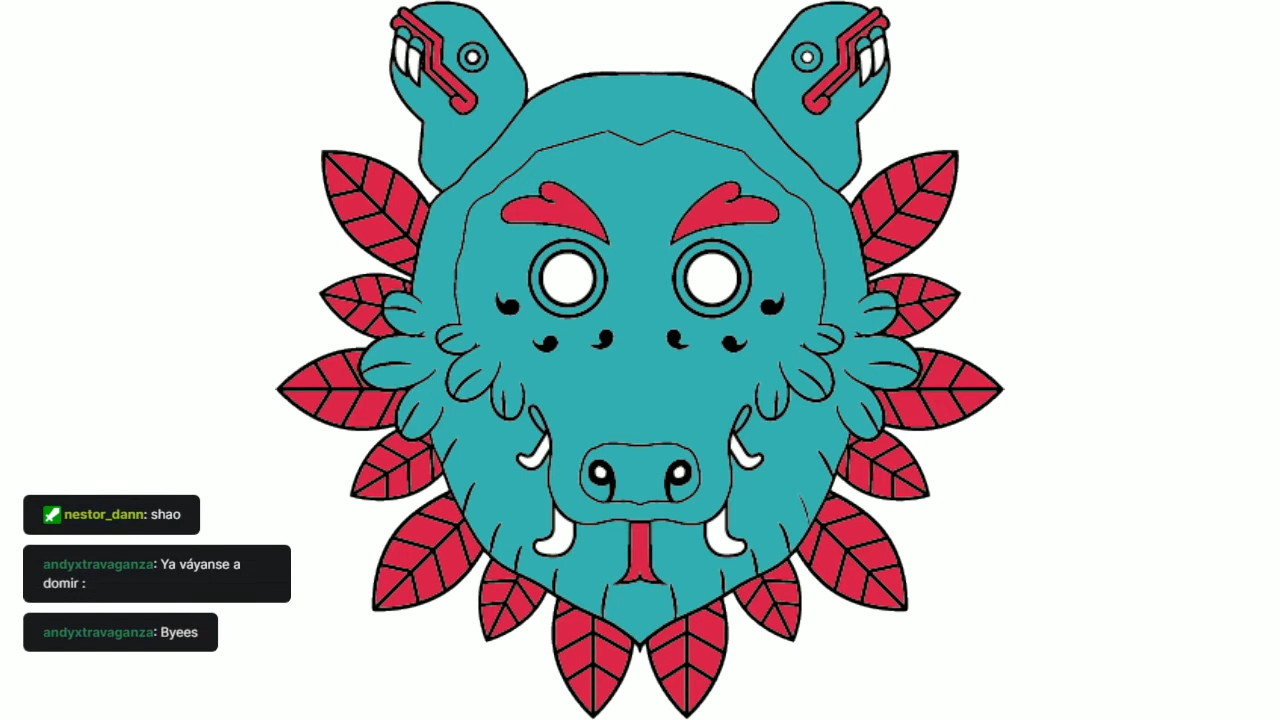 nestor_dann: shao
andyxtravaganza: Ya váyanse a
domir :
andyxtravaganza: Byees